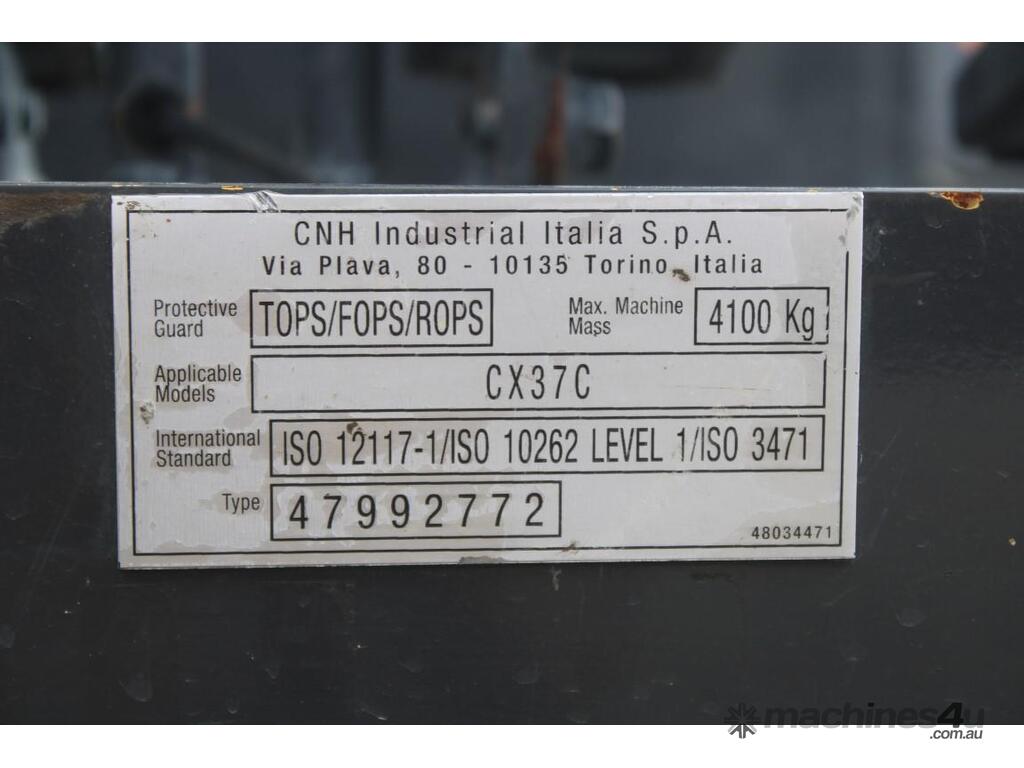 CNH Industrial Italia S.p.A.
Via Plava, 80 - 10135 Torino, Italia
Protective Guard TOPS/FOPS/ROPS Max. Machine Mass 4100 Kg
Applicable Models CX37C
International Standard ISO 12117-1/ISO 10262 LEVEL 1/ISO 3471
Type 47992772
48034471
machines4u
.com.au